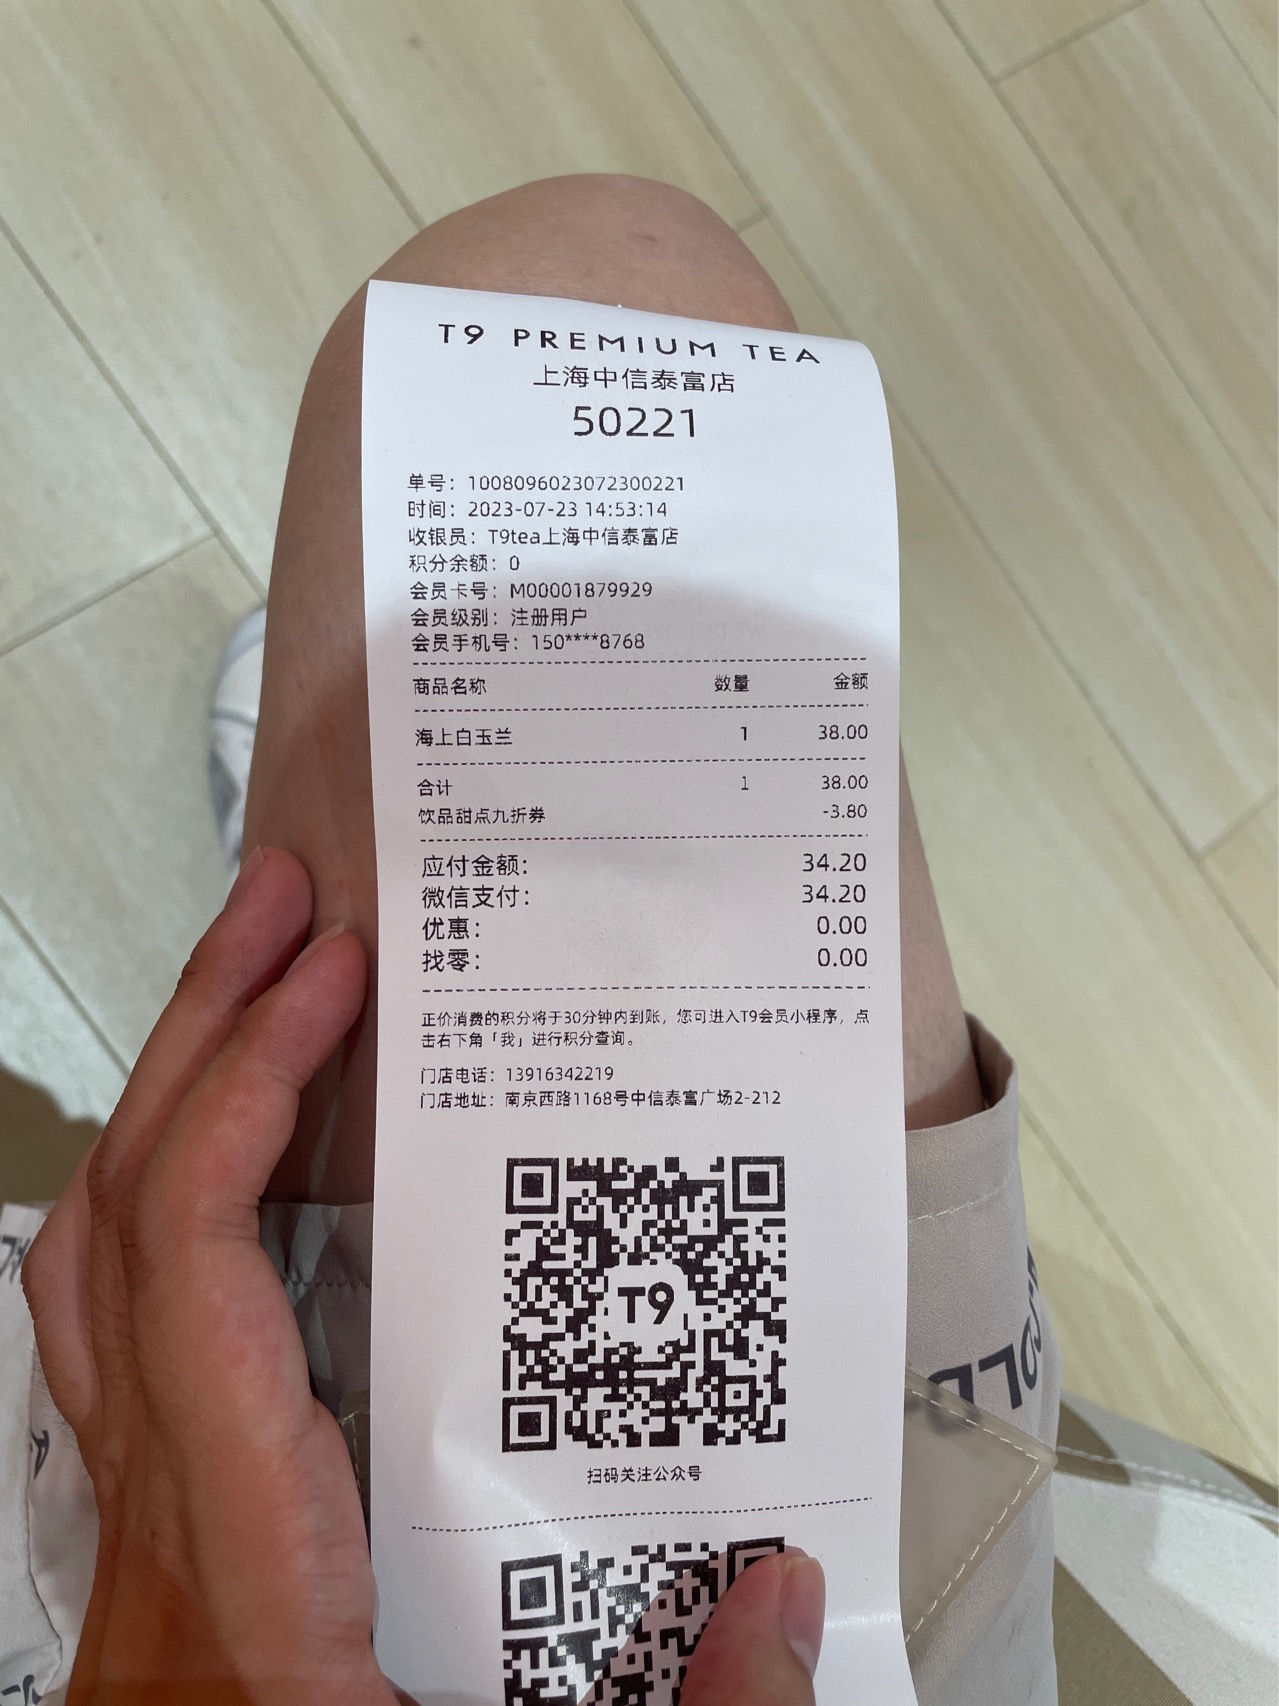 T9 PREMIUM TEA
上海中信泰富店
50221
单号：1008096023072300221
时间：2023-07-23 14:53:14
收银员：T9tea上海中信泰富店
积分余额：0
会员卡号：M00001879929
会员级别：注册用户
会员手机号：150****8768
商品名称 数量 金额
海上白玉兰 1 38.00
合计 1 38.00
饮品甜点九折券 -3.80
应付金额： 34.20
微信支付： 34.20
优惠： 0.00
找零： 0.00
正价消费的积分将于30分钟内到账，您可进入T9会员小程序，点
击右下角「我」进行积分查询。
门店电话：13916342219
门店地址：南京西路1168号中信泰富广场2-212
T9
扫码关注公众号